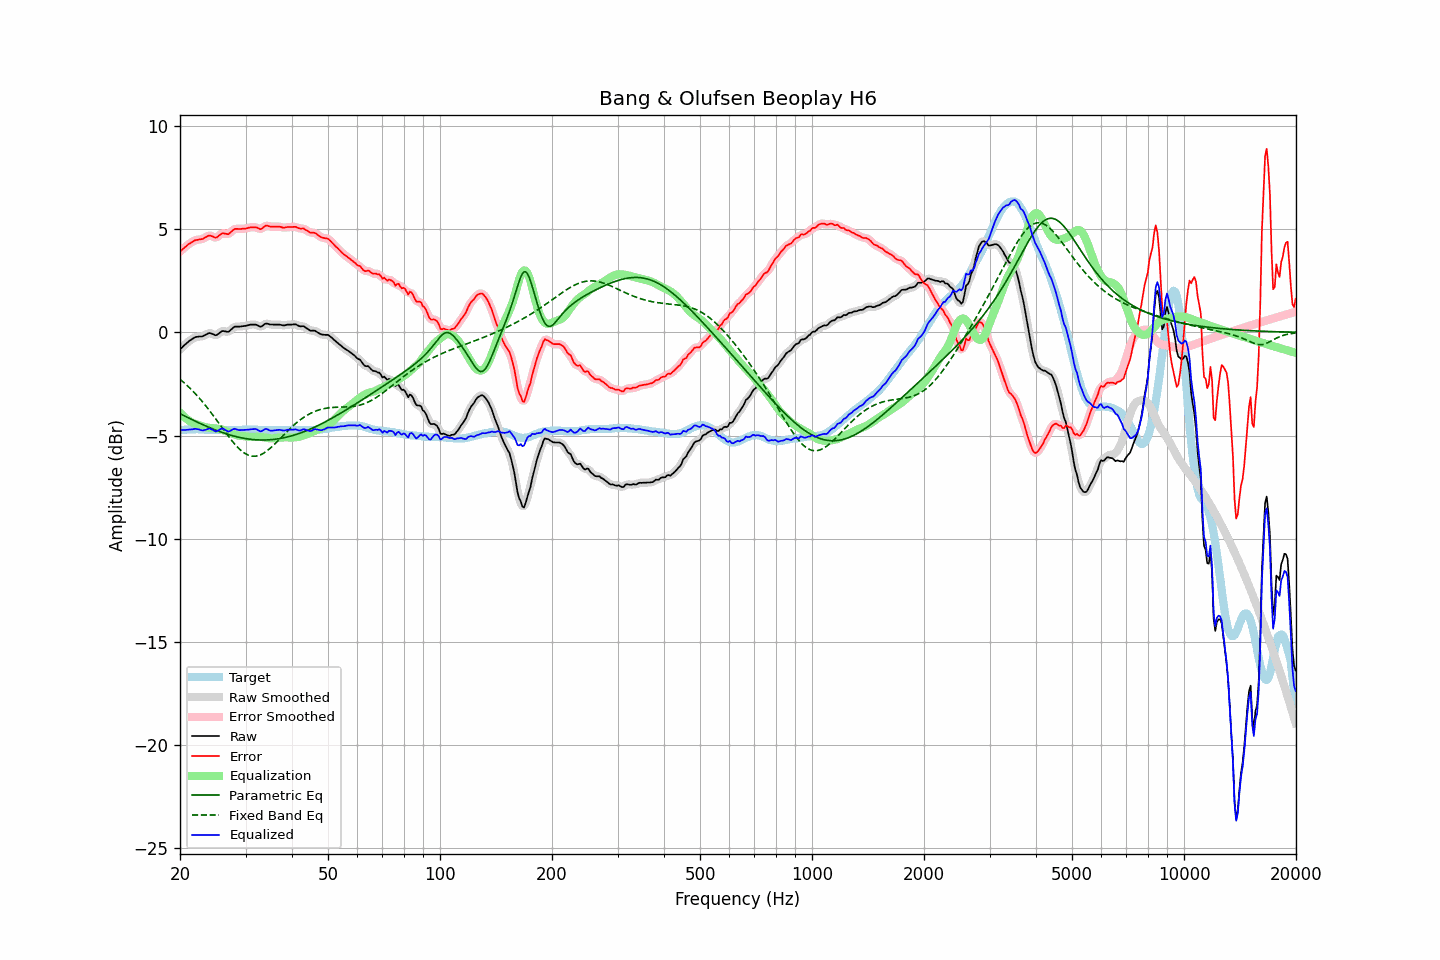 Bang & Olufsen Beoplay H6
10
5
0
−5
−10
−15
−20
−25
Amplitude (dBr)
Target
Raw Smoothed
Error Smoothed
Raw
Error
Equalization
Parametric Eq
Fixed Band Eq
Equalized
20 50 100 200 500 1000 2000 5000 10000 20000
Frequency (Hz)